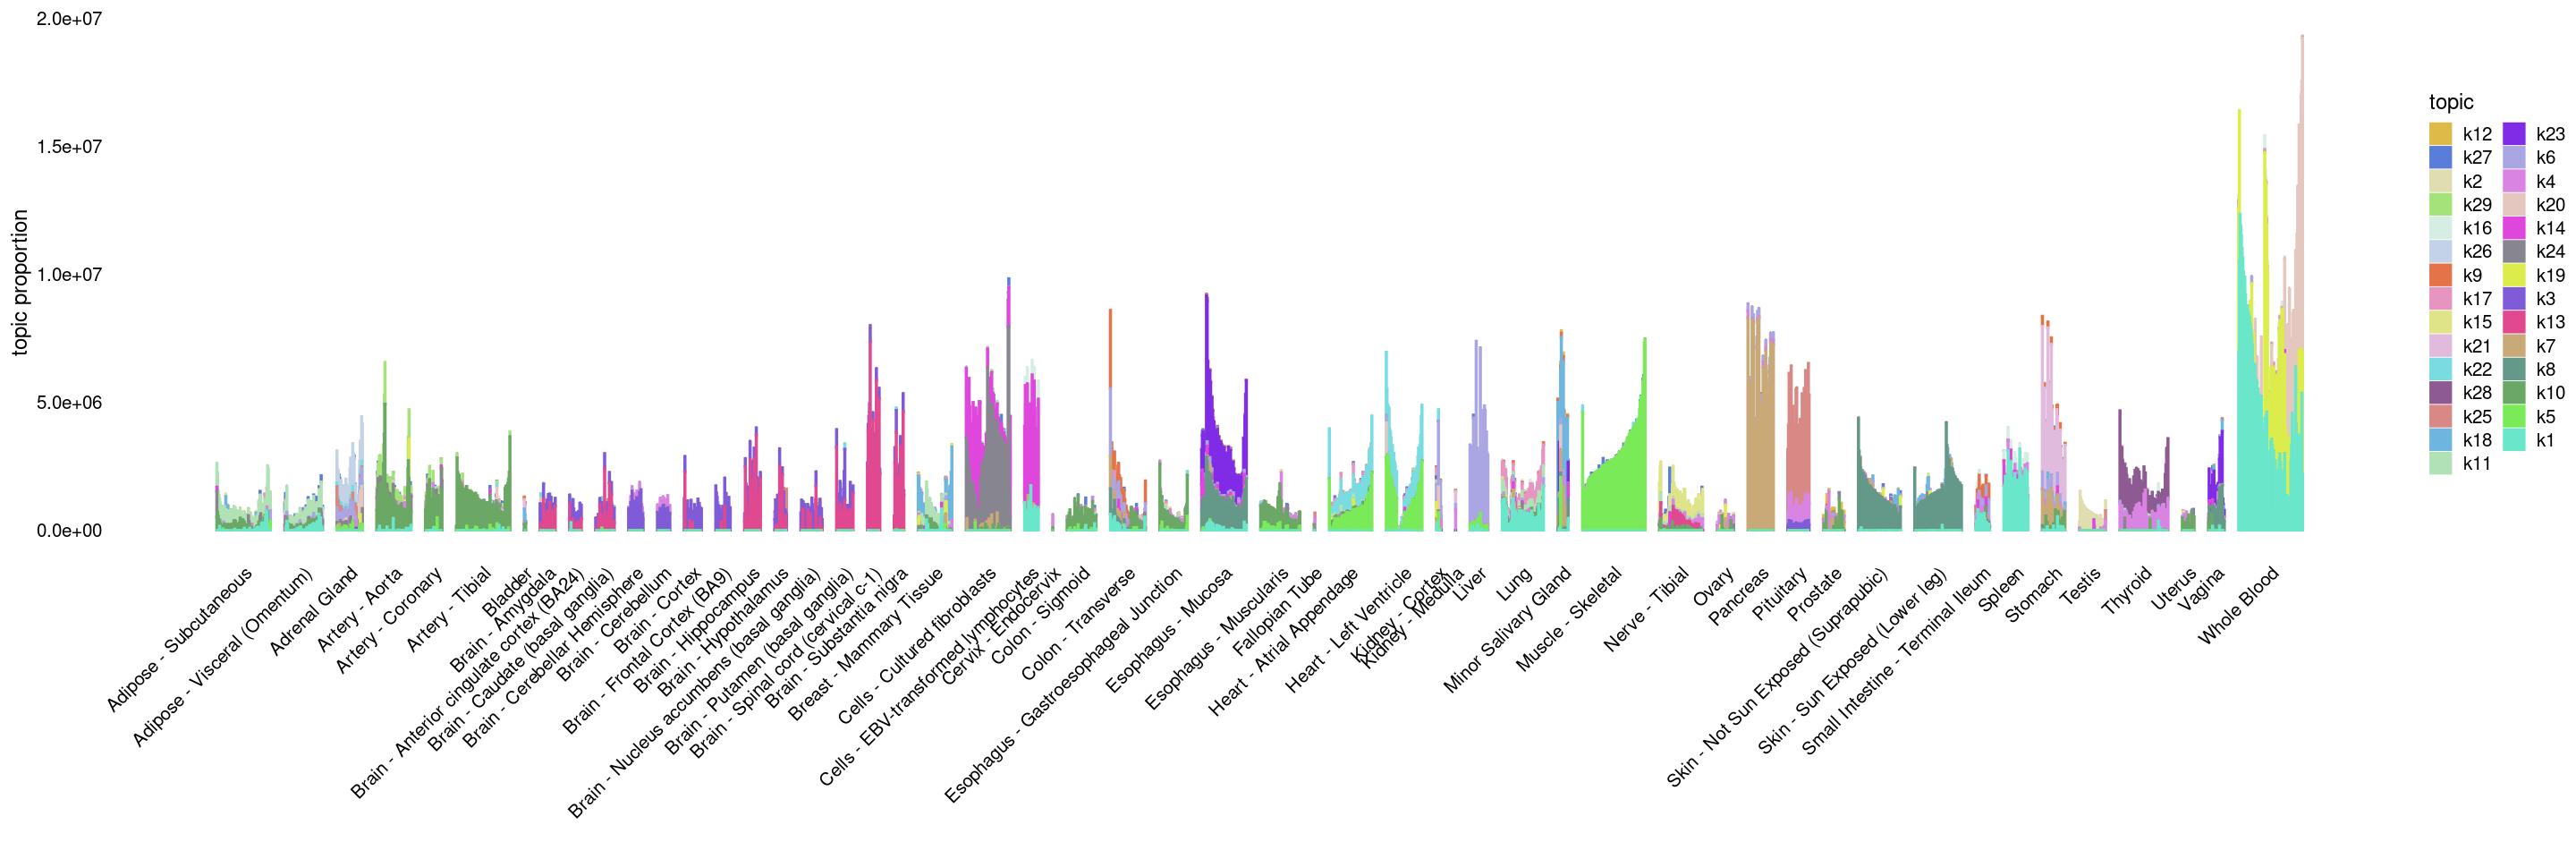 2.0e+07
1.5e+07
1.0e+07
5.0e+06
0.0e+00
topic proportion
Adipose - Subcutaneous
Adipose - Visceral (Omentum)
Adrenal Gland
Artery - Aorta
Artery - Coronary
Artery - Tibial
Bladder
Brain - Amygdala
Brain - Anterior cingulate cortex (BA24)
Brain - Caudate (basal ganglia)
Brain - Cerebellar Hemisphere
Brain - Cerebellum
Brain - Cortex
Brain - Frontal Cortex (BA9)
Brain - Hippocampus
Brain - Hypothalamus
Brain - Nucleus accumbens (basal ganglia)
Brain - Putamen (basal ganglia)
Brain - Spinal cord (cervical c-1)
Brain - Substantia nigra
Breast - Mammary Tissue
Cells - Cultured fibroblasts
Cells - EBV-transformed lymphocytes
Cervix - Endocervix
Colon - Sigmoid
Colon - Transverse
Esophagus - Gastroesophageal Junction
Esophagus - Mucosa
Esophagus - Muscularis
Fallopian Tube
Heart - Atrial Appendage
Heart - Left Ventricle
Kidney - Cortex
Kidney - Medulla
Liver
Lung
Minor Salivary Gland
Muscle - Skeletal
Nerve - Tibial
Ovary
Pancreas
Pituitary
Prostate
Skin - Not Sun Exposed (Suprapubic)
Skin - Sun Exposed (Lower leg)
Small Intestine - Terminal Ileum
Spleen
Stomach
Testis
Thyroid
Uterus
Vagina
Whole Blood
topic
k12 k23
k27 k6
k2 k4
k29 k20
k16 k14
k26 k24
k9 k19
k17 k3
k15 k13
k21 k7
k22 k8
k28 k10
k25 k5
k18 k1
k11